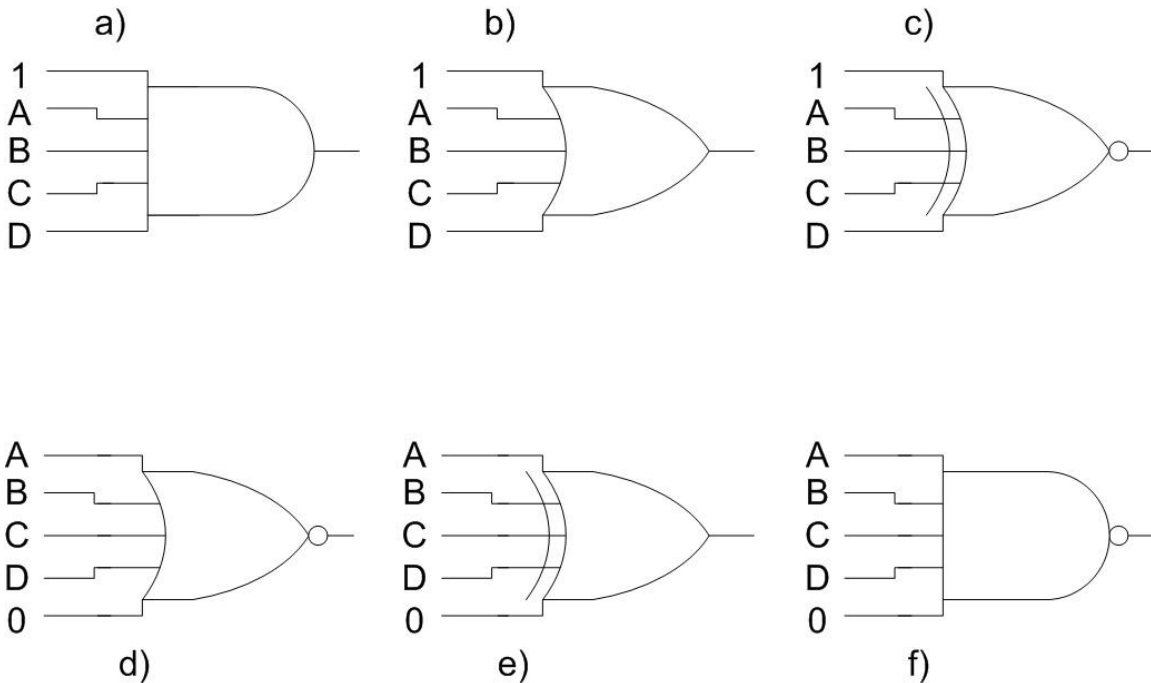 a) b) c)
1 1 1
A A A
B B B
C C C
D D D
A A A
B B B
C C C
D D D
0 0 0
d) e) f)